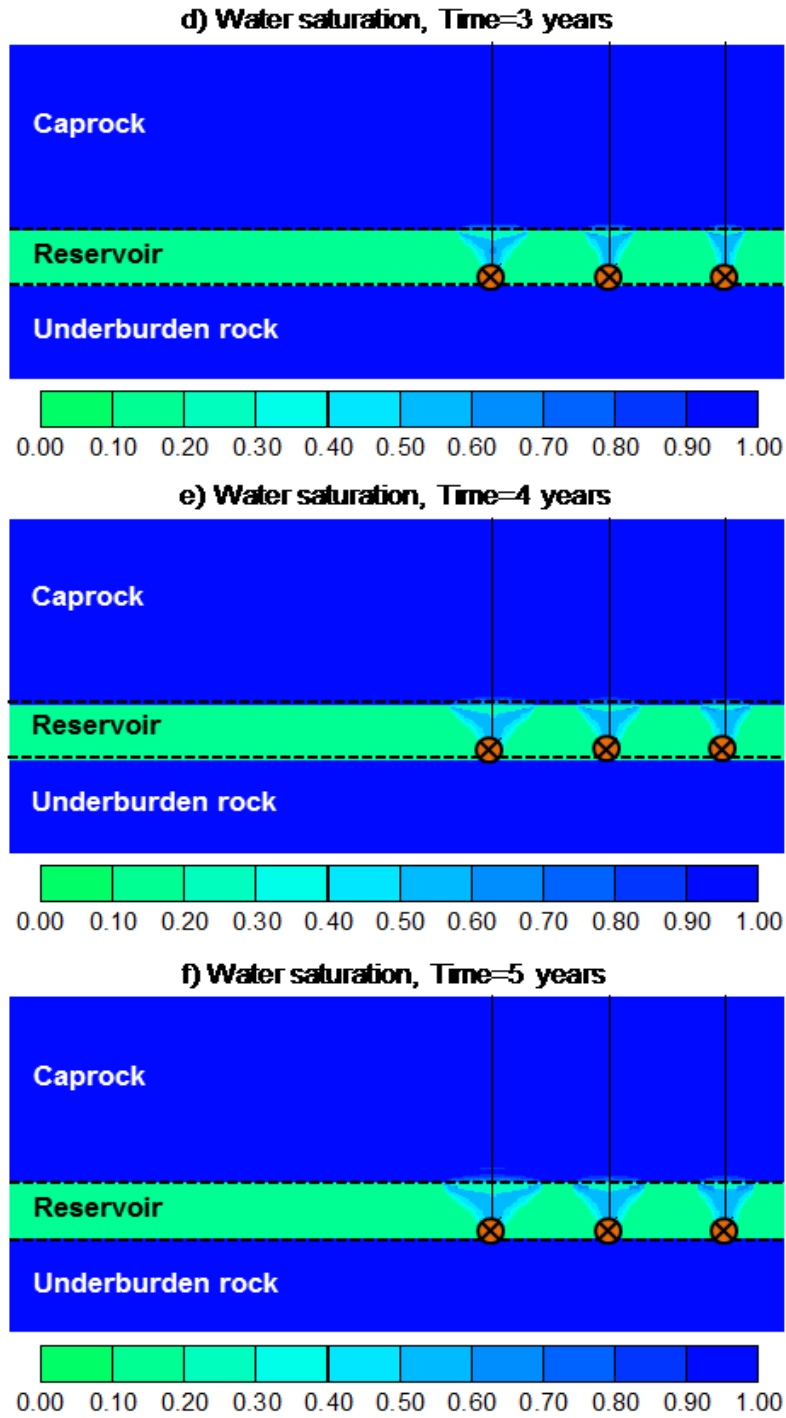 d) Water saturation, Time=3 years
Caprock
Reservoir
Underburden rock
0.00 0.10 0.20 0.30 0.40 0.50 0.60 0.70 0.80 0.90 1.00
e) Water saturation, Time=4 years
Caprock
Reservoir
Underburden rock
0.00 0.10 0.20 0.30 0.40 0.50 0.60 0.70 0.80 0.90 1.00
f) Water saturation, Time=5 years
Caprock
Reservoir
Underburden rock
0.00 0.10 0.20 0.30 0.40 0.50 0.60 0.70 0.80 0.90 1.00